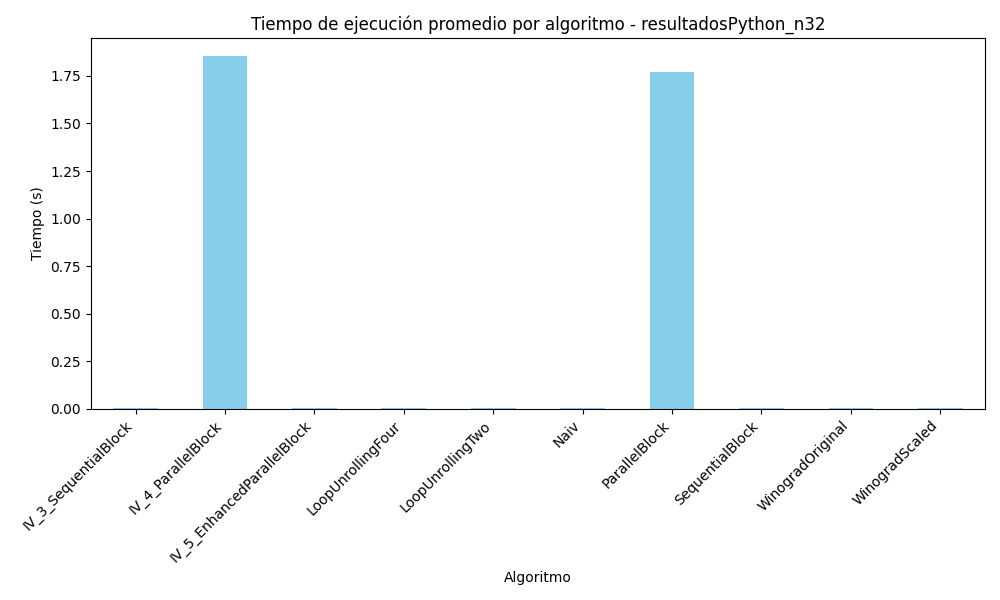 Tiempo de ejecución promedio por algoritmo - resultadosPython_n32
Tiempo (s)
1.75
1.50
1.25
1.00
0.75
0.50
0.25
0.00
IV_3_SequentialBlock
IV_4_ParallelBlock
IV_5_EnhancedParallelBlock
LoopUnrollingFour
LoopUnrollingTwo
Naiv
ParallelBlock
SequentialBlock
WinogradOriginal
WinogradScaled
Algoritmo